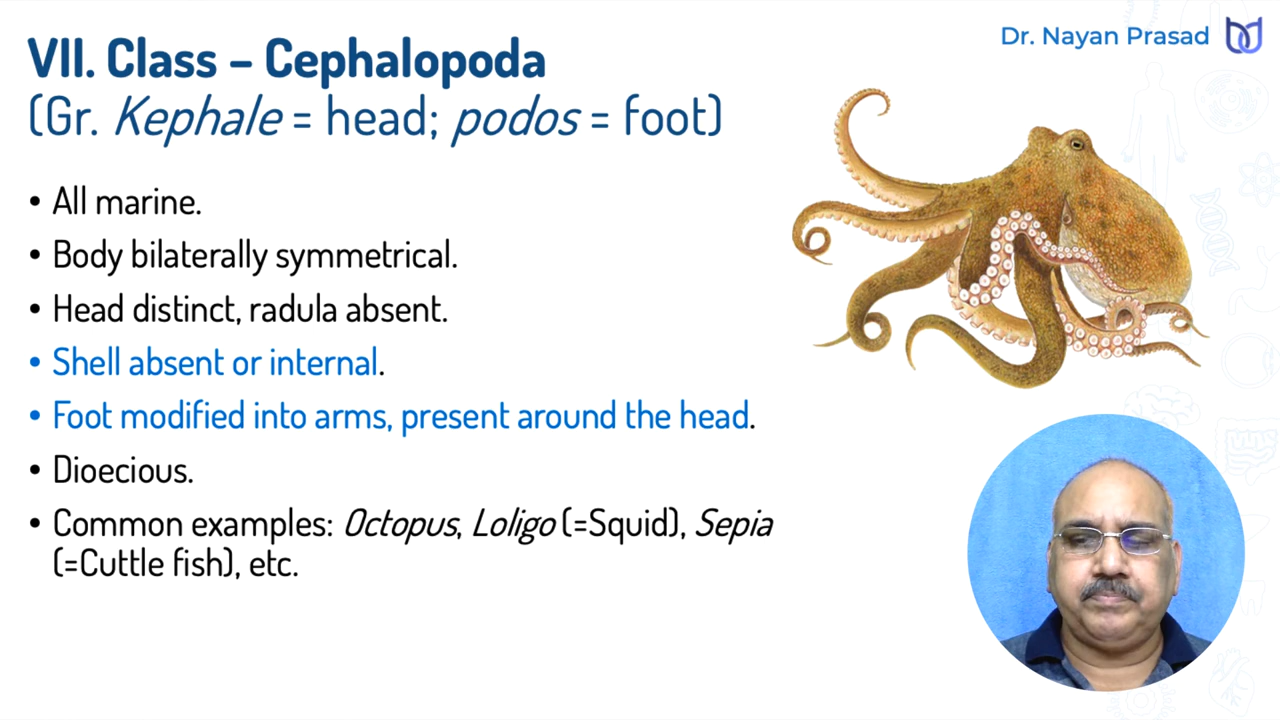 Dr. Nayan Prasad
VII. Class – Cephalopoda
(Gr. Kephale = head; podos = foot)
• All marine.
• Body bilaterally symmetrical.
• Head distinct, radula absent.
• Shell absent or internal.
• Foot modified into arms, present around the head.
• Dioecious.
• Common examples: Octopus, Loligo (=Squid), Sepia
(=Cuttle fish), etc.